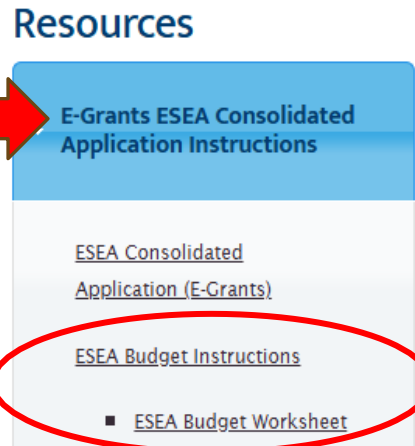 Resources
E-Grants ESEA Consolidated
Application Instructions
ESEA Consolidated
Application (E-Grants)
ESEA Budget Instructions
ESEA Budget Worksheet